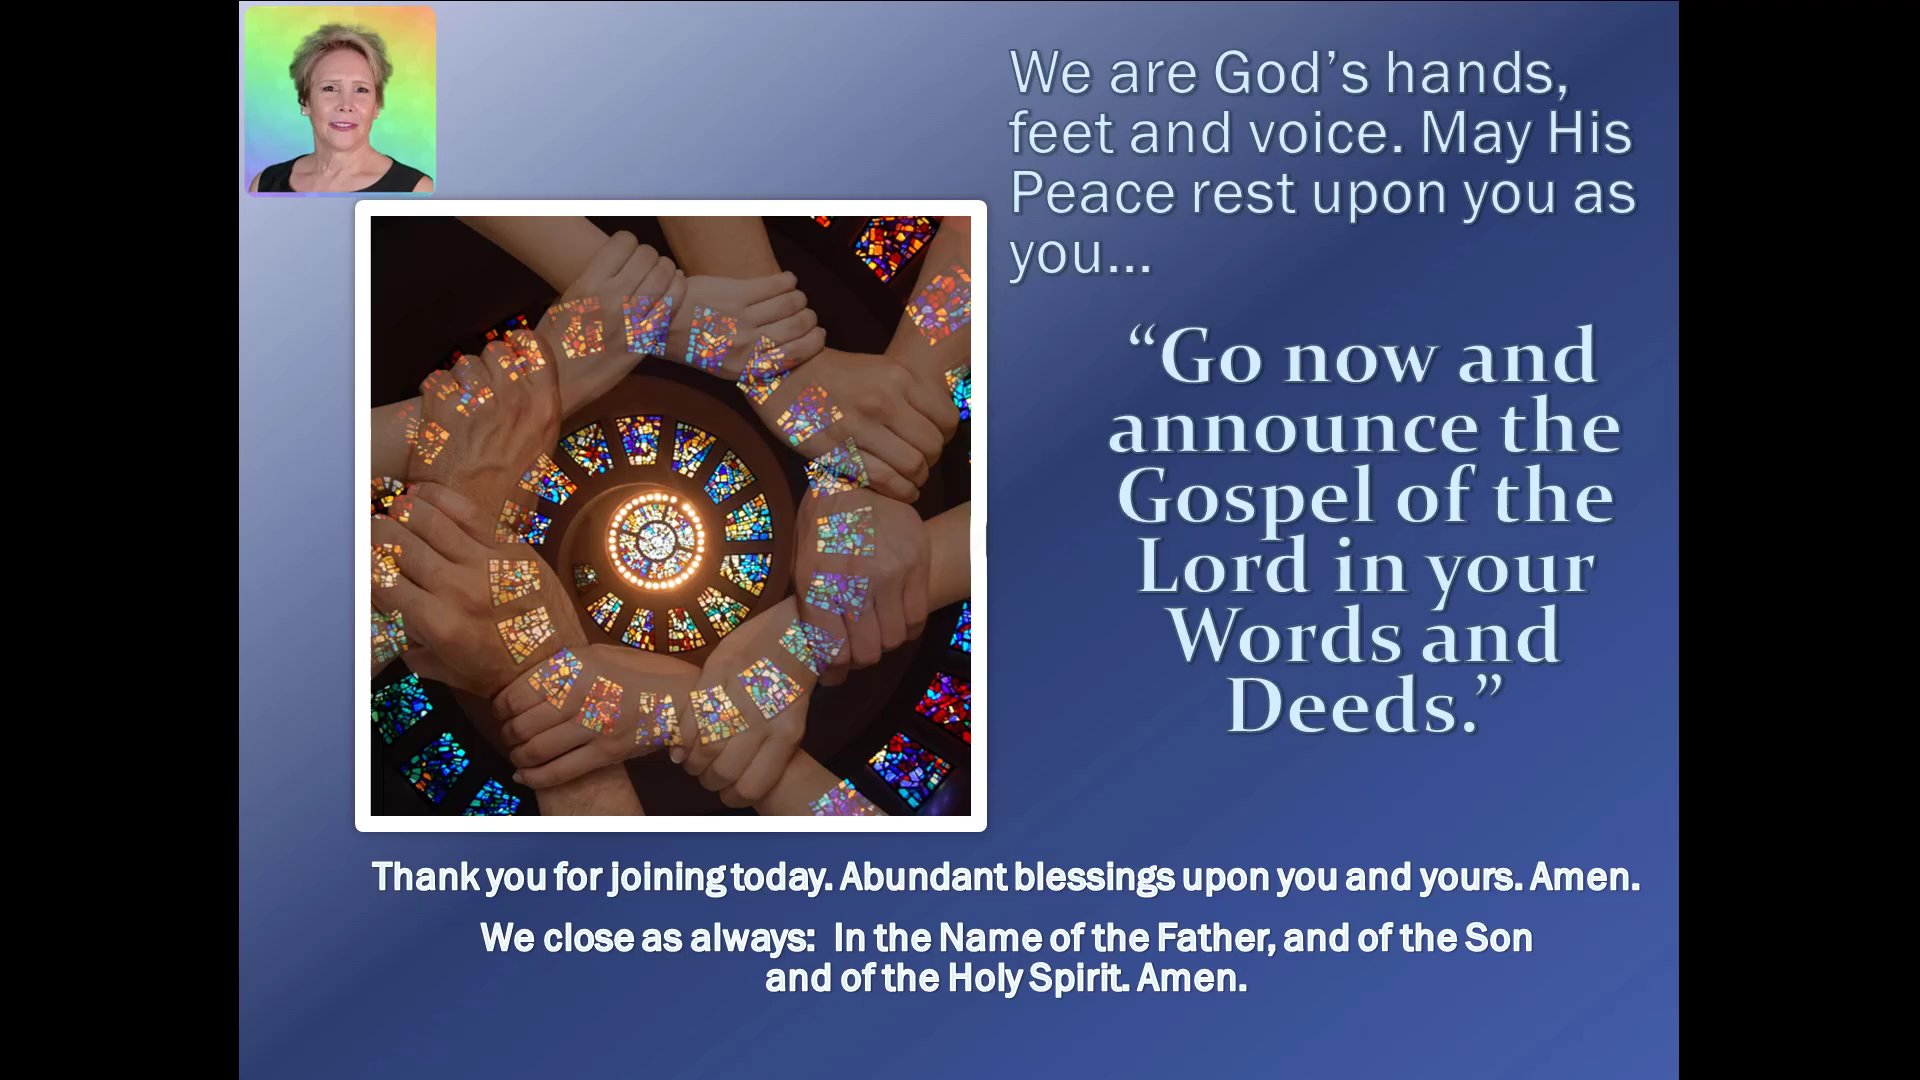 We are God’s hands,
feet and voice. May His
Peace rest upon you as
you…
“Go now and
announce the
Gospel of the
Lord in your
Words and
Deeds.”
Thank you for joining today. Abundant blessings upon you and yours. Amen.
We close as always: In the Name of the Father, and of the Son
and of the Holy Spirit. Amen.